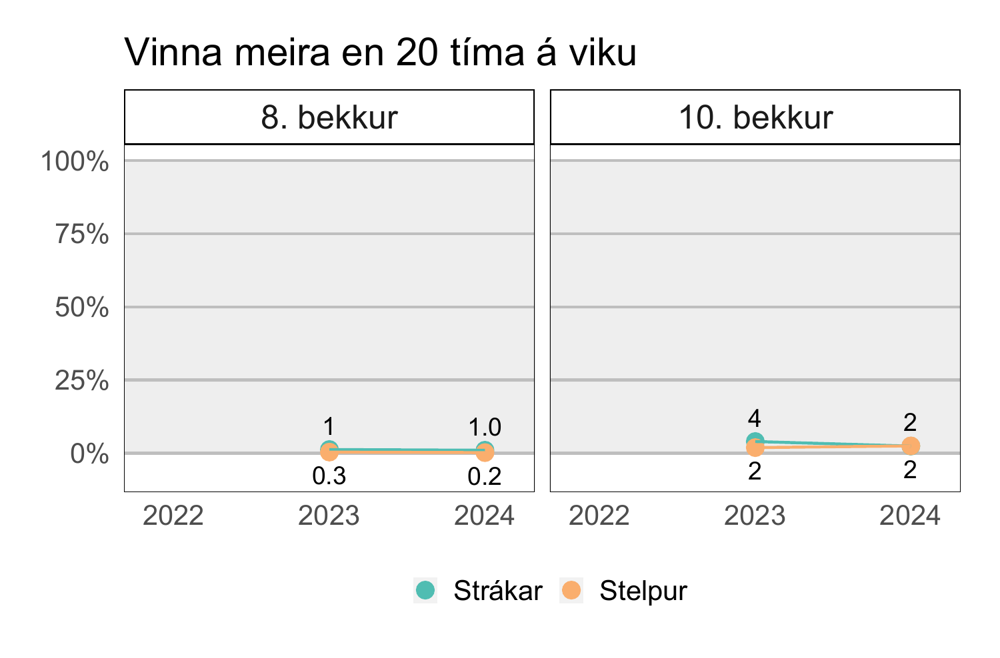 Vinna meira en 20 tíma á viku
8. bekkur 10. bekkur
100%
75%
50%
25%
0%
1 1.0 4 2
0.3 0.2 2 2
2022 2023 2024 2022 2023 2024
Strákar Stelpur